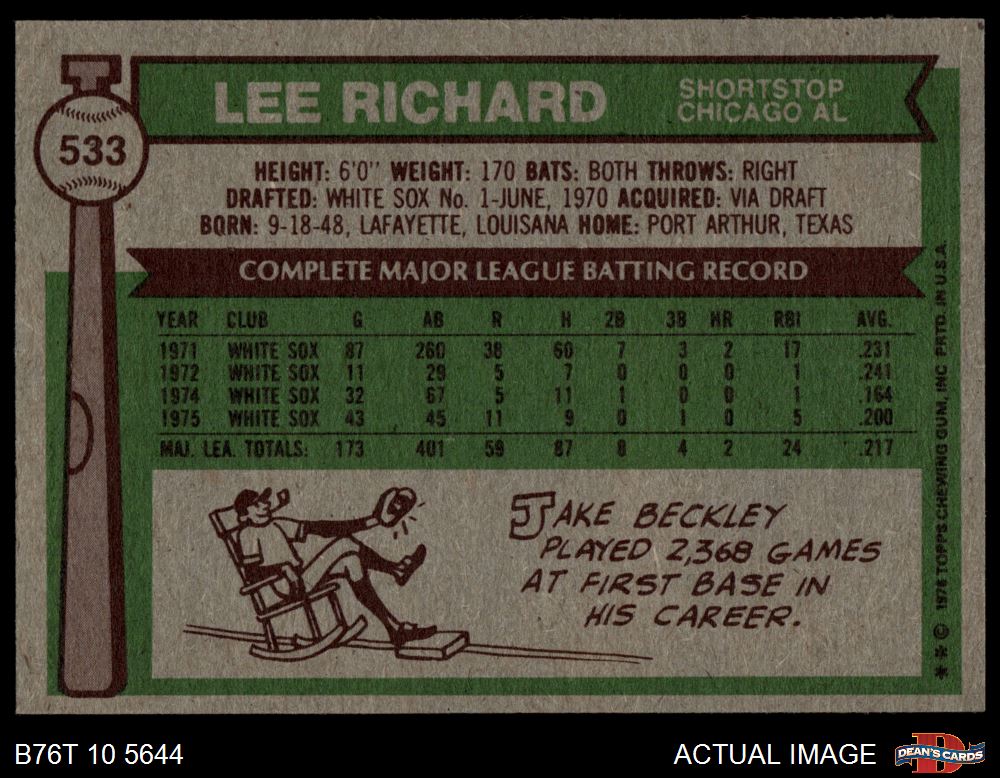 533
LEE RICHARD
SHORTSTOP
CHICAGO AL
HEIGHT: 6'0" WEIGHT: 170 BATS: BOTH THROWS: RIGHT
DRAFTED: WHITE SOX No. 1-JUNE, 1970 ACQUIRED: VIA DRAFT
BORN: 9-18-48, LAFAYETTE, LOUISIANA HOME: PORT ARTHUR, TEXAS
COMPLETE MAJOR LEAGUE BATTING RECORD
YEAR CLUB G AB R H 2B 3B HR RBI AVG.
1971 WHITE SOX 87 260 38 60 7 3 2 17 .231
1972 WHITE SOX 11 29 5 7 0 0 0 1 .241
1974 WHITE SOX 32 67 5 11 1 0 0 1 .164
1975 WHITE SOX 43 45 11 9 0 1 0 5 .200
MAJ. LEA. TOTALS: 173 401 59 87 8 4 2 24 .217
JAKE BECKLEY
PLAYED 2,368 GAMES
AT FIRST BASE IN
HIS CAREER.
** © 1976 TOPPS CHEWING GUM, INC PRTD. IN U.S.A.
B76T 10 5644
ACTUAL IMAGE
DEAN'S CARDS